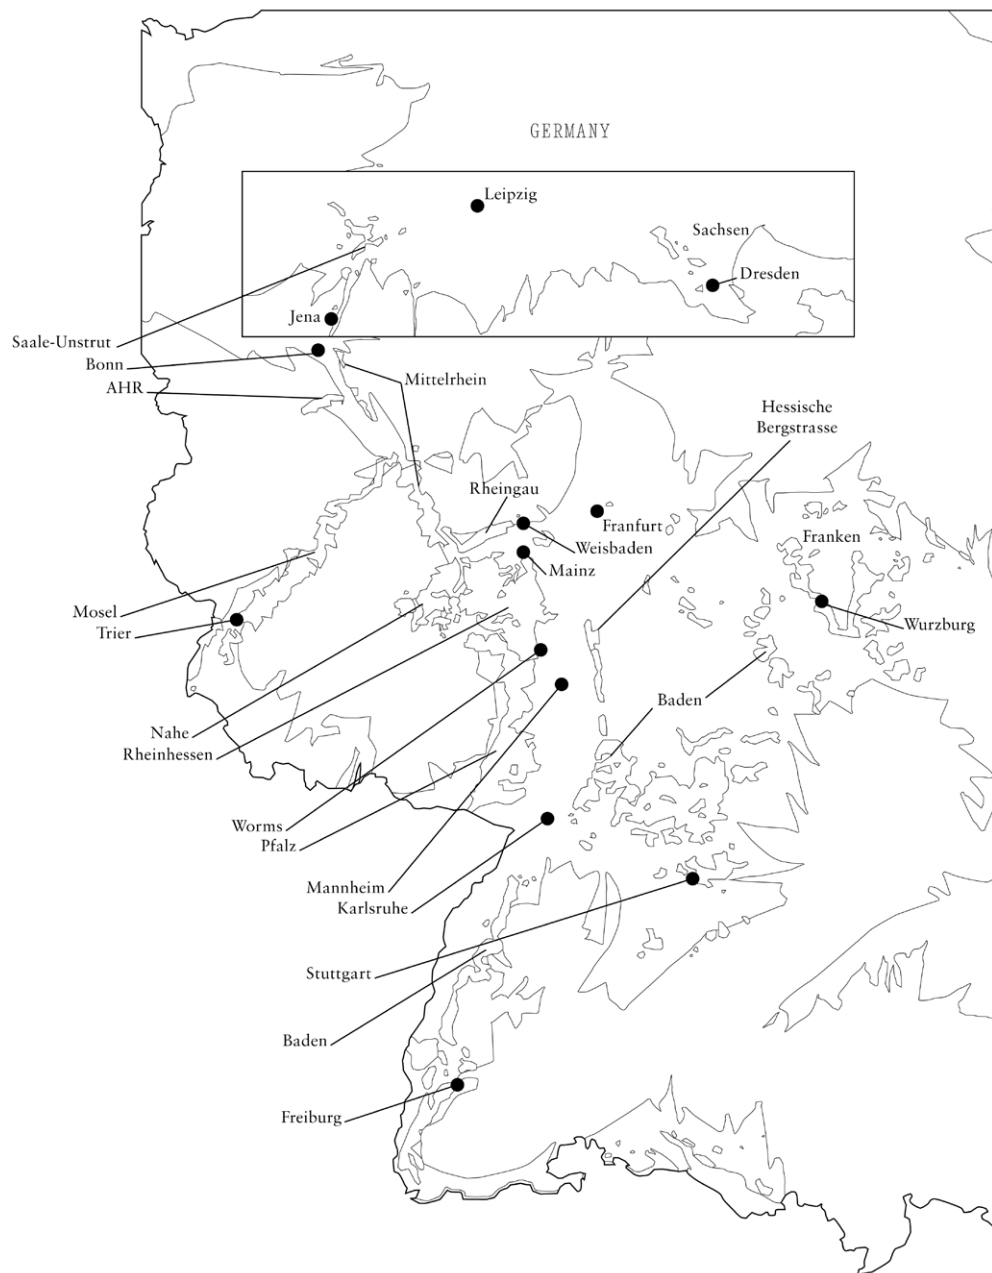 GERMANY
Leipzig
Sachsen
Dresden
Jena
Saale-Unstrut
Bonn
AHR
Mittelrhein
Hessische
Bergstrasse
Rheingau
Franfurt
Weisbaden
Mainz
Franken
Mosel
Trier
Wurzburg
Baden
Nahe
Rheinhessen
Worms
Pfalz
Mannheim
Karlsruhe
Stuttgart
Baden
Freiburg